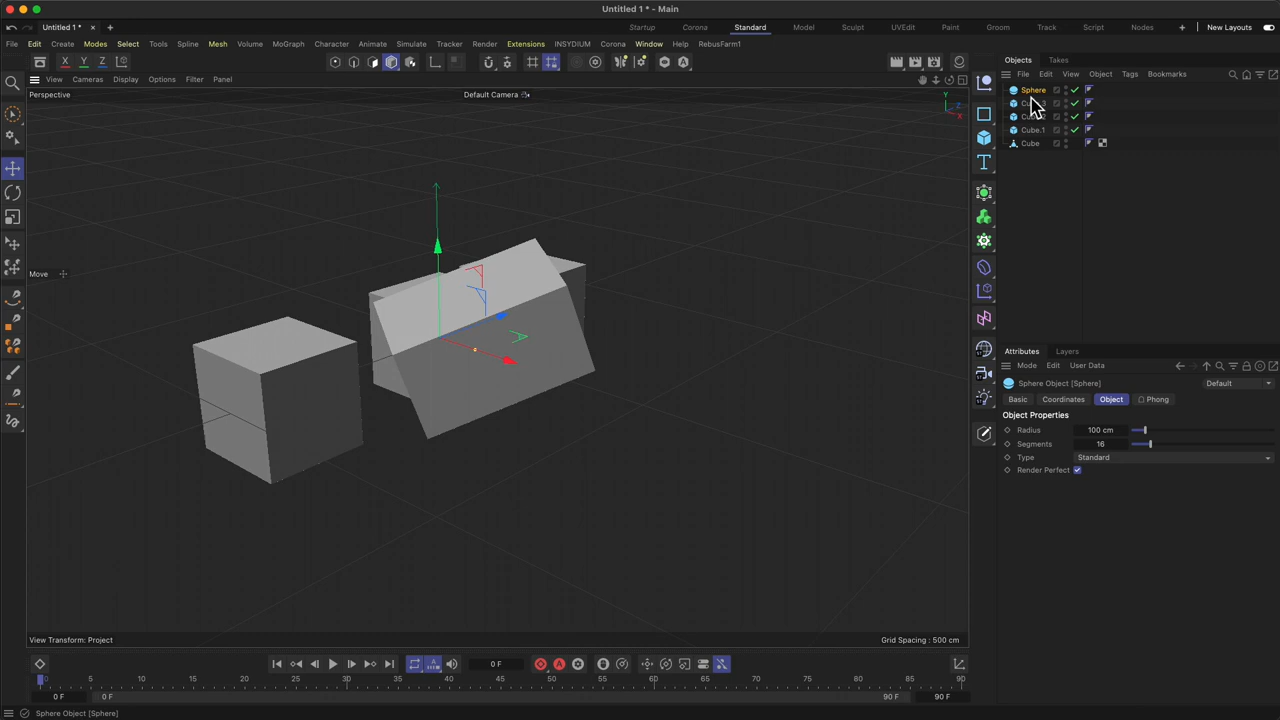 Untitled 1 * - Main
Untitled 1 *
Startup Corona Standard Model Sculpt UVEdit Paint Groom Track Script Nodes New Layouts
File Edit Create Modes Select Tools Spline Mesh Volume MoGraph Character Animate Simulate Tracker Render Extensions INSYDIUM Corona Window Help RebusFarm1
X Y Z
Objects Takes
File Edit View Object Tags Bookmarks
View Cameras Display Options Filter Panel
Perspective
Default Camera
Y
Z
X
Sphere
Cube.1
Cube
Move
Attributes Layers
Mode Edit User Data
Sphere Object [Sphere]
Default
Basic Coordinates Object Phong
Object Properties
Radius 100 cm
Segments 16
Type Standard
Render Perfect
View Transform: Project
Grid Spacing : 500 cm
0 F
0 5 10 15 20 25 30 35 40 45 50 55 60 65 70 75 80 85 90
0 F 0 F 90 F 90 F
Sphere Object [Sphere]